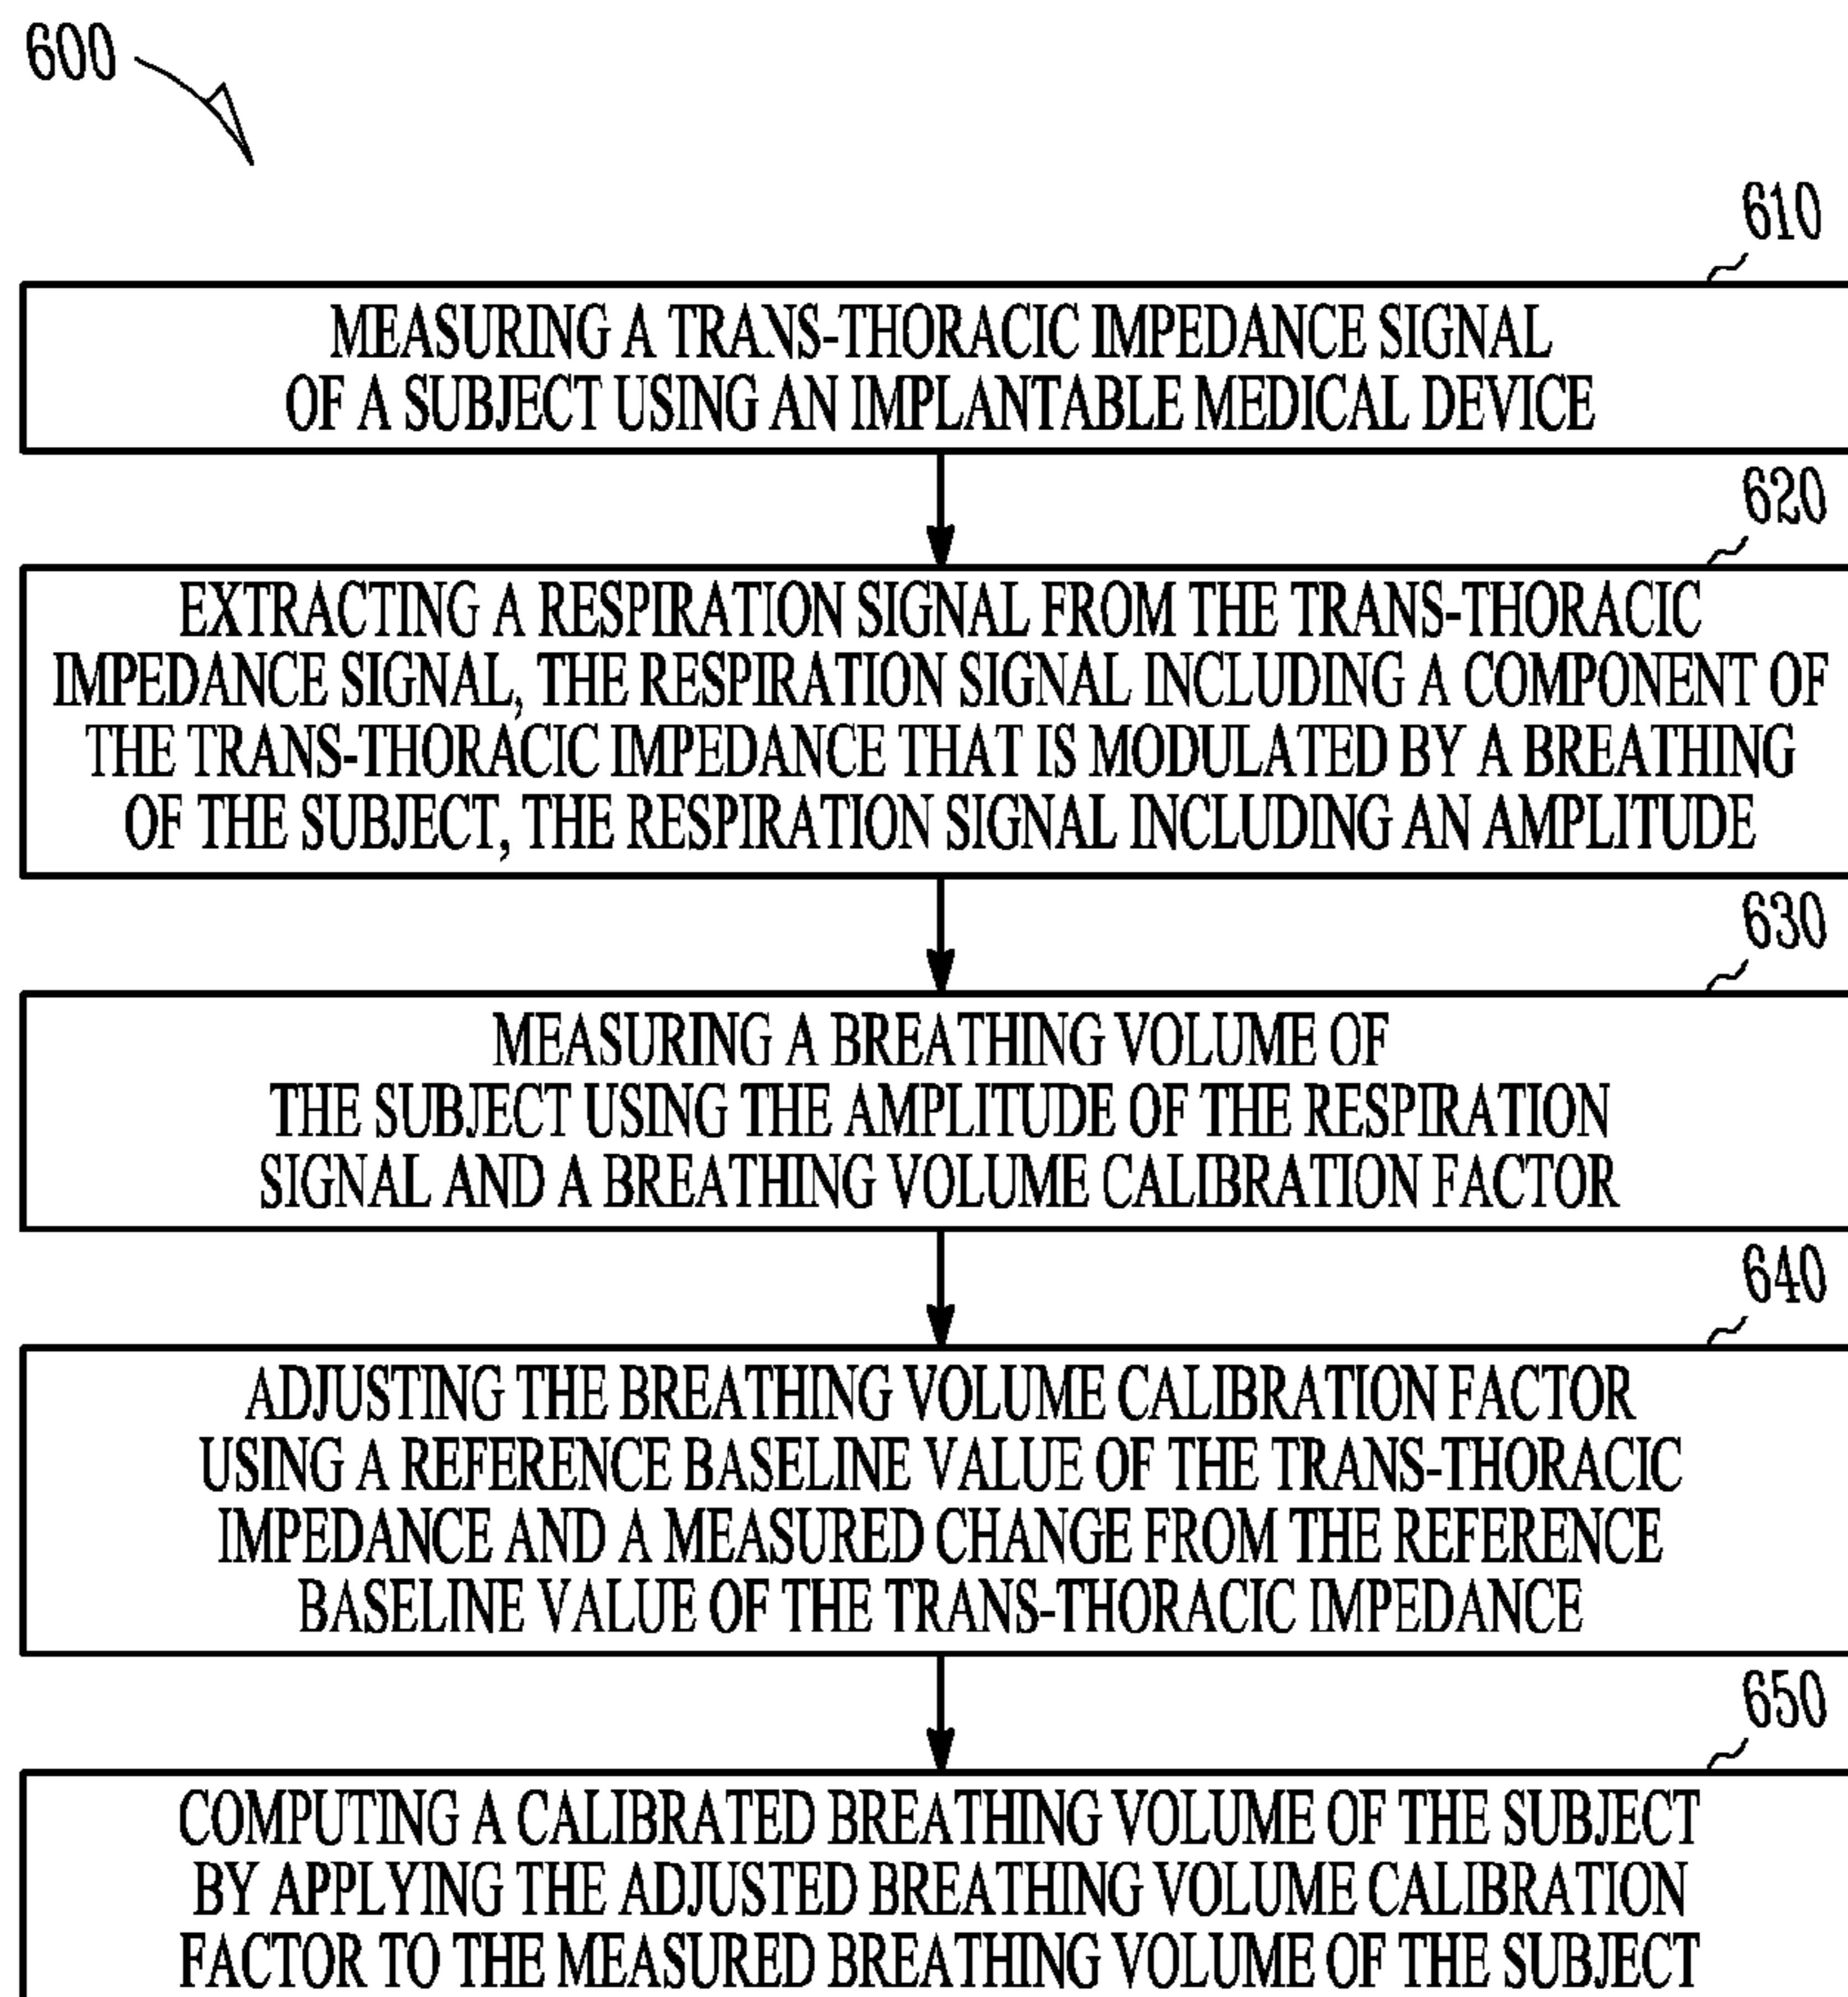 600
610
MEASURING A TRANS-THORACIC IMPEDANCE SIGNAL
OF A SUBJECT USING AN IMPLANTABLE MEDICAL DEVICE
620
EXTRACTING A RESPIRATION SIGNAL FROM THE TRANS-THORACIC
IMPEDANCE SIGNAL, THE RESPIRATION SIGNAL INCLUDING A COMPONENT OF
THE TRANS-THORACIC IMPEDANCE THAT IS MODULATED BY A BREATHING
OF THE SUBJECT, THE RESPIRATION SIGNAL INCLUDING AN AMPLITUDE
630
MEASURING A BREATHING VOLUME OF
THE SUBJECT USING THE AMPLITUDE OF THE RESPIRATION
SIGNAL AND A BREATHING VOLUME CALIBRATION FACTOR
640
ADJUSTING THE BREATHING VOLUME CALIBRATION FACTOR
USING A REFERENCE BASELINE VALUE OF THE TRANS-THORACIC
IMPEDANCE AND A MEASURED CHANGE FROM THE REFERENCE
BASELINE VALUE OF THE TRANS-THORACIC IMPEDANCE
650
COMPUTING A CALIBRATED BREATHING VOLUME OF THE SUBJECT
BY APPLYING THE ADJUSTED BREATHING VOLUME CALIBRATION
FACTOR TO THE MEASURED BREATHING VOLUME OF THE SUBJECT